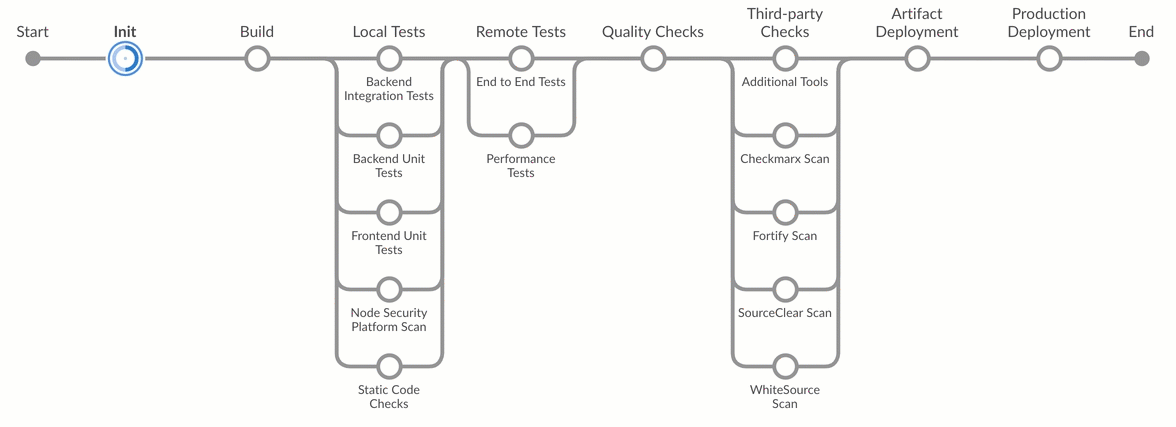 Start
Init
Build
Local Tests
Remote Tests
Quality Checks
Third-party
Checks
Artifact
Deployment
Production
Deployment
End
Backend
Integration Tests
End to End Tests
Additional Tools
Backend Unit
Tests
Performance
Tests
Checkmarx Scan
Frontend Unit
Tests
Fortify Scan
Node Security
Platform Scan
SourceClear Scan
Static Code
Checks
WhiteSource
Scan